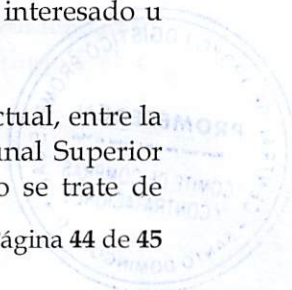 interesado u
ctual, entre la
unal Superior
o se trate de
ágina 44 de 45